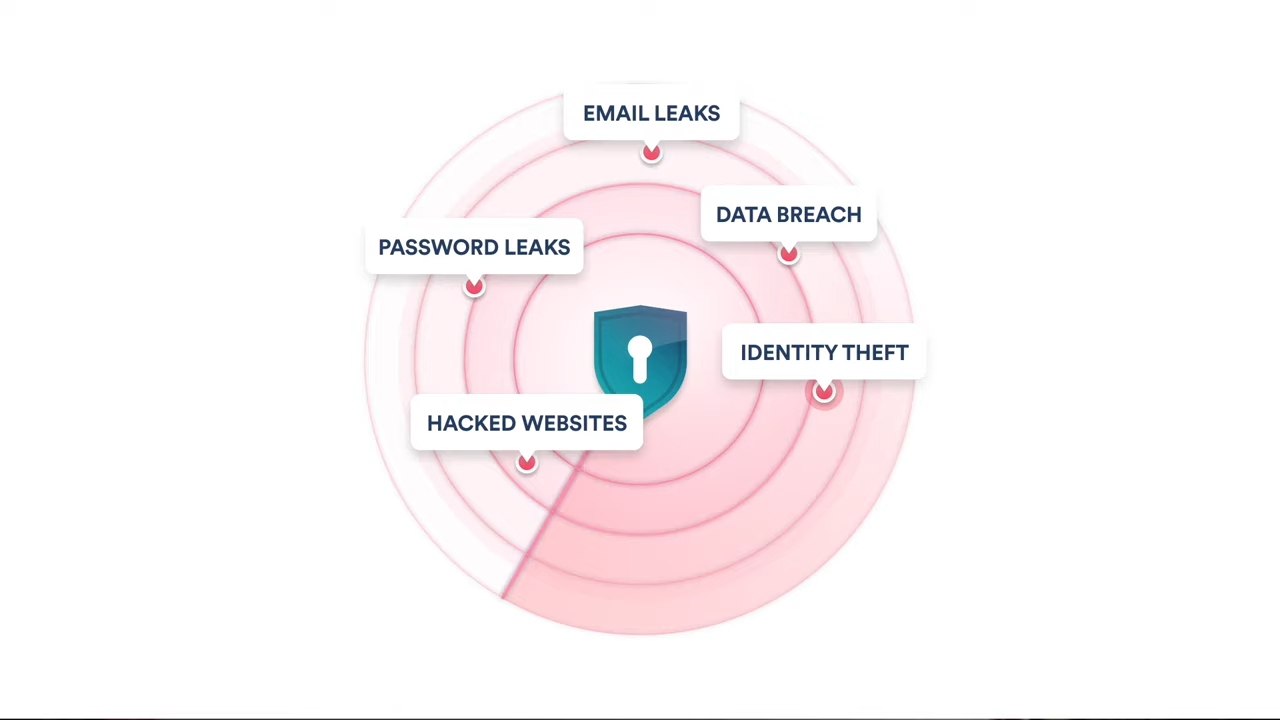 EMAIL LEAKS
DATA BREACH
PASSWORD LEAKS
IDENTITY THEFT
HACKED WEBSITES